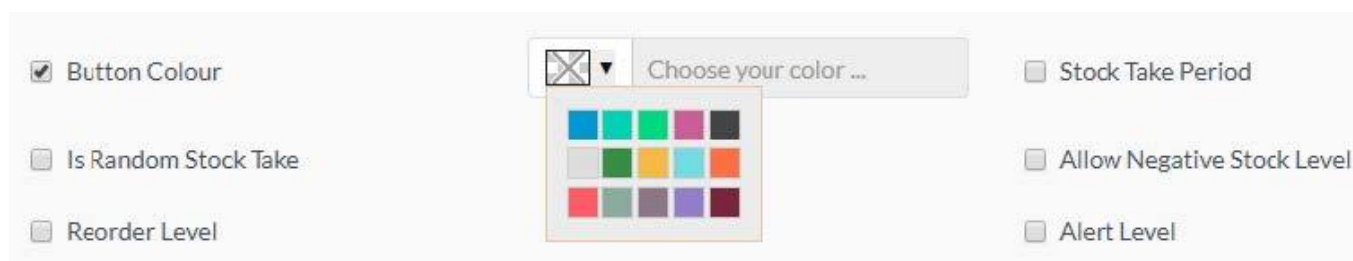 Button Colour
Choose your color ...
Stock Take Period
Is Random Stock Take
Allow Negative Stock Level
Reorder Level
Alert Level